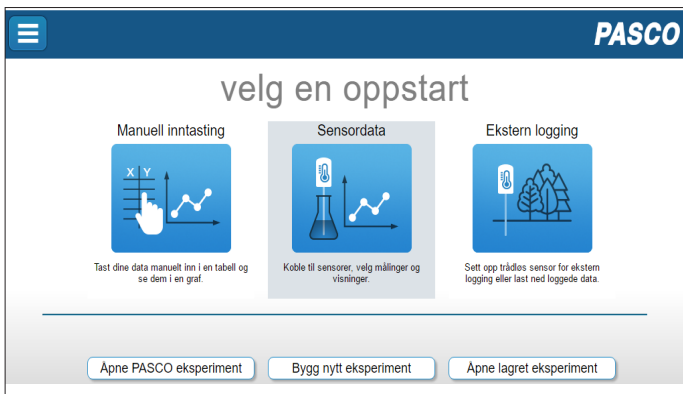 PASCO
velg en oppstart
Manuell inntasting
X Y
Tast dine data manuelt inn i en tabell og
se dem i en graf.
Sensordata
Koble til sensorer, velg målinger og
visninger.
Ekstern logging
Sett opp trådløs sensor for ekstern
logging eller last ned loggede data.
Åpne PASCO eksperiment
Bygg nytt eksperiment
Åpne lagret eksperiment